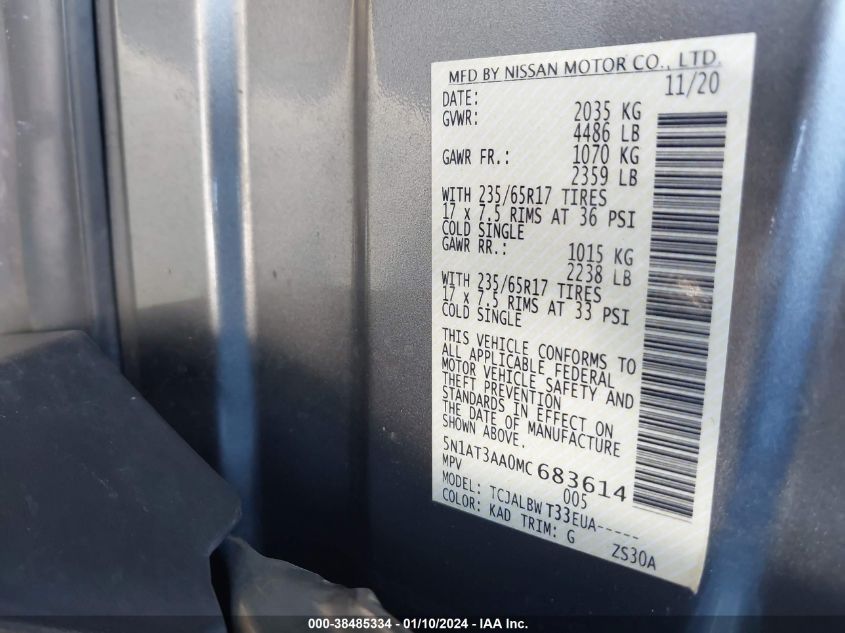 MFD BY NISSAN MOTOR CO., LTD.
DATE: 11/20
GVWR: 2035 KG
4486 LB
GAWR FR.: 1070 KG
2359 LB
WITH 235/65R17 TIRES
17 x 7.5 RIMS AT 36 PSI
COLD SINGLE
GAWR RR.: 1015 KG
2238 LB
WITH 235/65R17 TIRES
17 x 7.5 RIMS AT 33 PSI
COLD SINGLE
THIS VEHICLE CONFORMS TO
ALL APPLICABLE FEDERAL
MOTOR VEHICLE SAFETY AND
THEFT PREVENTION
STANDARDS IN EFFECT ON
THE DATE OF MANUFACTURE
SHOWN ABOVE.
5N1AT3AA0MC683614
MPV 005
MODEL: TCJALBWT33EUA-----
COLOR: KAD TRIM: G ZS30A
000-38485334 - 01/10/2024 - IAA Inc.